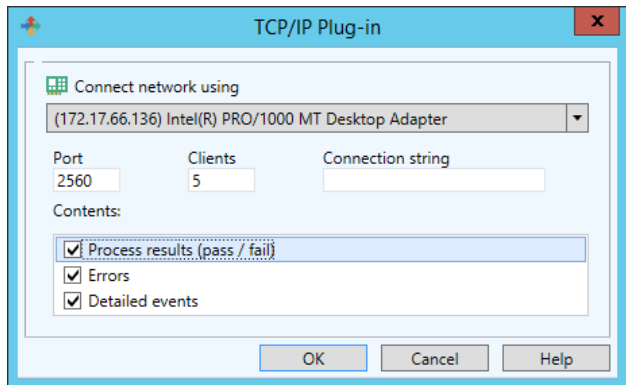 TCP/IP Plug-in
x
Connect network using
(172.17.66.136) Intel(R) PRO/1000 MT Desktop Adapter
Port Clients Connection string
2560 5
Contents:
Process results (pass / fail)
Errors
Detailed events
OK Cancel Help